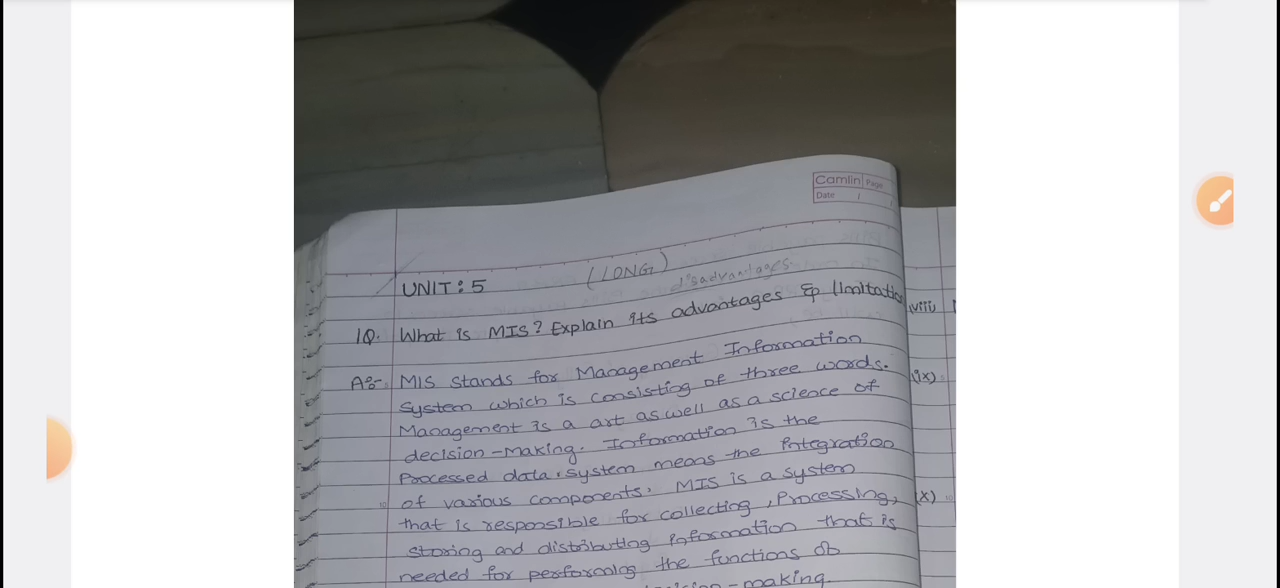 Camlin Page
Date / /
UNIT: 5 (LONG)
disadvantages.
1Q. What is MIS? Explain its advantages & limitatio
A:- MIS stands for Management Information
System which is consisting of three words.
Management is a art as well as a science of
decision-making. Information is the
Processed data. System means the integration
of various components. MIS is a system
that is responsible for collecting, Processing,
storing and distributing information that is
needed for performing the functions of
-making.
viii)
(ix)
(x)